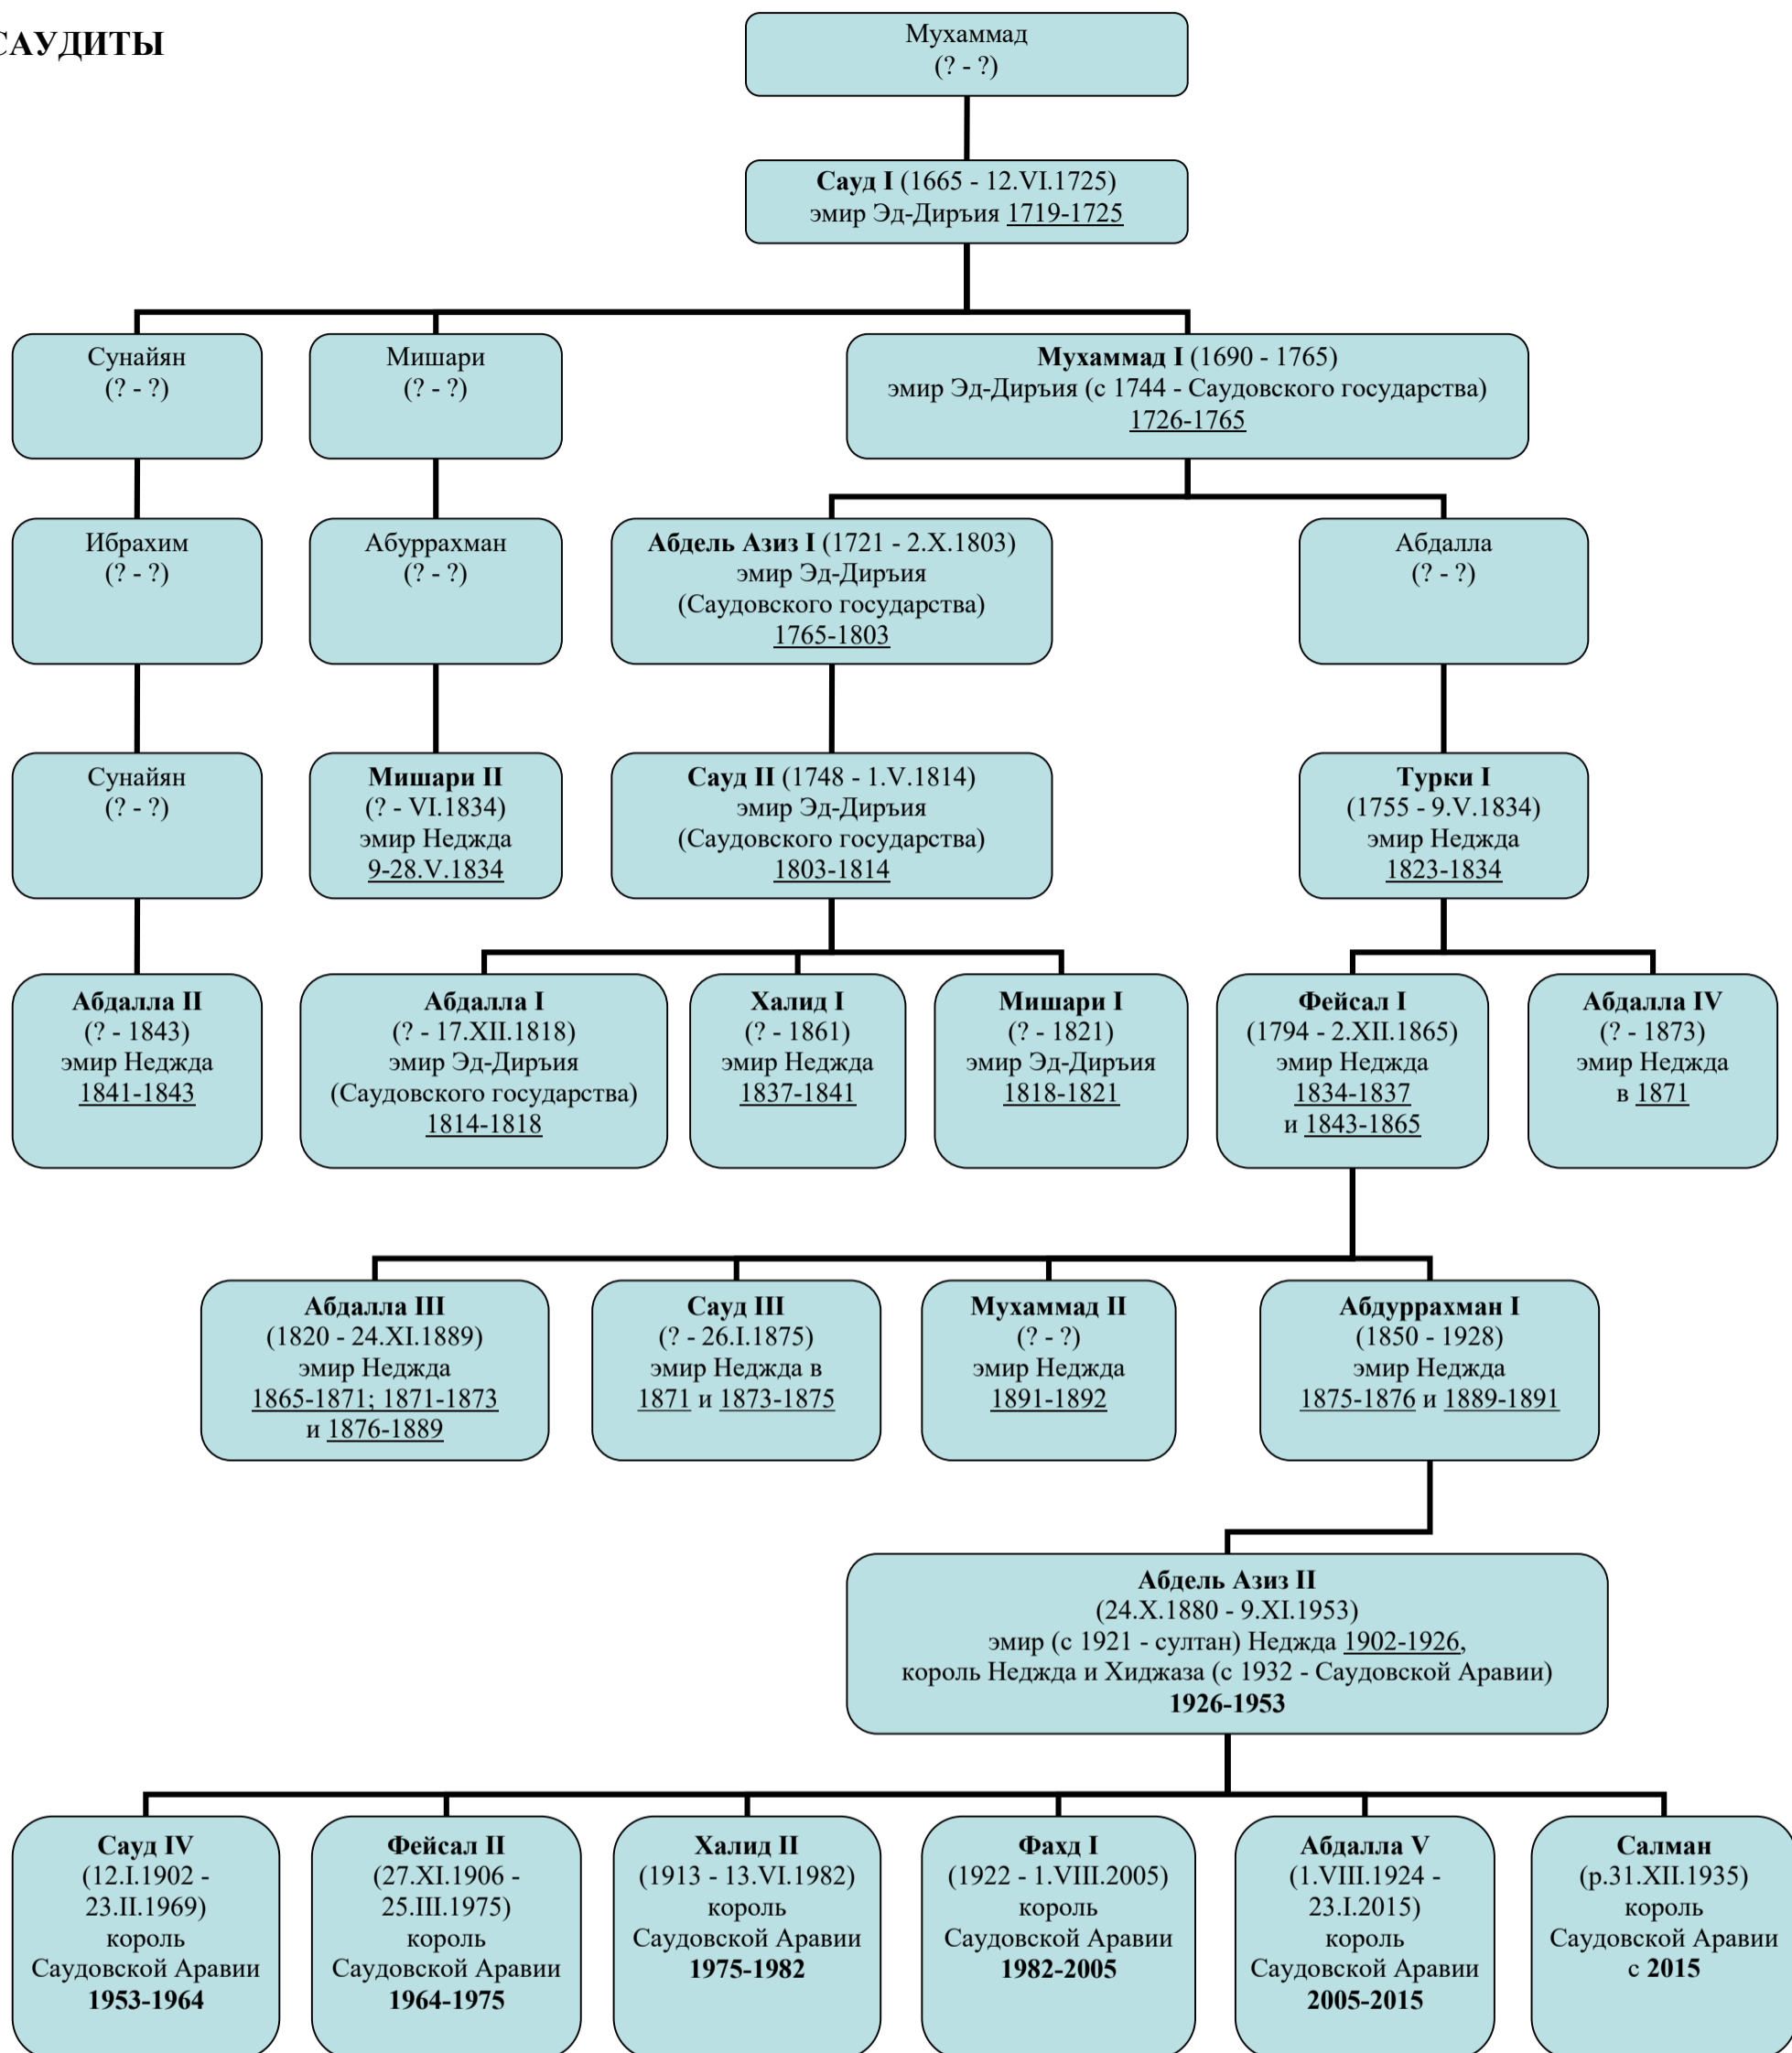 САУДИТЫ
Мухаммад
(? - ?)
Сауд I (1665 - 12.VI.1725)
эмир Эд-Диръия 1719-1725
Сунайян
(? - ?)
Мишари
(? - ?)
Мухаммад I (1690 - 1765)
эмир Эд-Диръия (с 1744 - Саудовского государства)
1726-1765
Ибрахим
(? - ?)
Абуррахман
(? - ?)
Абдель Азиз I (1721 - 2.X.1803)
эмир Эд-Диръия
(Саудовского государства)
1765-1803
Абдалла
(? - ?)
Сунайян
(? - ?)
Мишари II
(? - VI.1834)
эмир Неджда
9-28.V.1834
Сауд II (1748 - 1.V.1814)
эмир Эд-Диръия
(Саудовского государства)
1803-1814
Турки I
(1755 - 9.V.1834)
эмир Неджда
1823-1834
Абдалла II
(? - 1843)
эмир Неджда
1841-1843
Абдалла I
(? - 17.XII.1818)
эмир Эд-Диръия
(Саудовского государства)
1814-1818
Халид I
(? - 1861)
эмир Неджда
1837-1841
Мишари I
(? - 1821)
эмир Эд-Диръия
1818-1821
Фейсал I
(1794 - 2.XII.1865)
эмир Неджда
1834-1837
и 1843-1865
Абдалла IV
(? - 1873)
эмир Неджда
в 1871
Абдалла III
(1820 - 24.XI.1889)
эмир Неджда
1865-1871; 1871-1873
и 1876-1889
Сауд III
(? - 26.I.1875)
эмир Неджда в
1871 и 1873-1875
Мухаммад II
(? - ?)
эмир Неджда
1891-1892
Абдуррахман I
(1850 - 1928)
эмир Неджда
1875-1876 и 1889-1891
Абдель Азиз II
(24.X.1880 - 9.XI.1953)
эмир (с 1921 - султан) Неджда 1902-1926,
король Неджда и Хиджаза (с 1932 - Саудовской Аравии)
1926-1953
Сауд IV
(12.I.1902 -
23.II.1969)
король
Саудовской Аравии
1953-1964
Фейсал II
(27.XI.1906 -
25.III.1975)
король
Саудовской Аравии
1964-1975
Халид II
(1913 - 13.VI.1982)
король
Саудовской Аравии
1975-1982
Фахд I
(1922 - 1.VIII.2005)
король
Саудовской Аравии
1982-2005
Абдалла V
(1.VIII.1924 -
23.I.2015)
король
Саудовской Аравии
2005-2015
Салман
(р.31.XII.1935)
король
Саудовской Аравии
с 2015